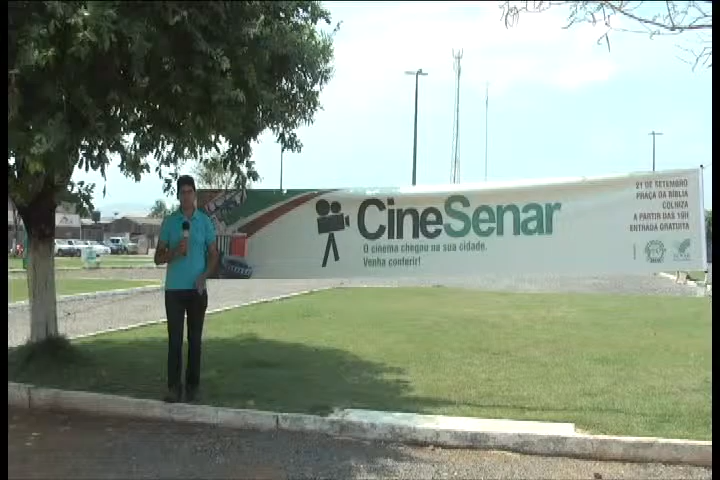 CineSenar
O cinema chegou na sua cidade.
Venha conferir!
21 DE SETEMBRO
PRAÇA DA BÍBLIA
COLNIZA
A PARTIR DAS 19H
ENTRADA GRATUITA